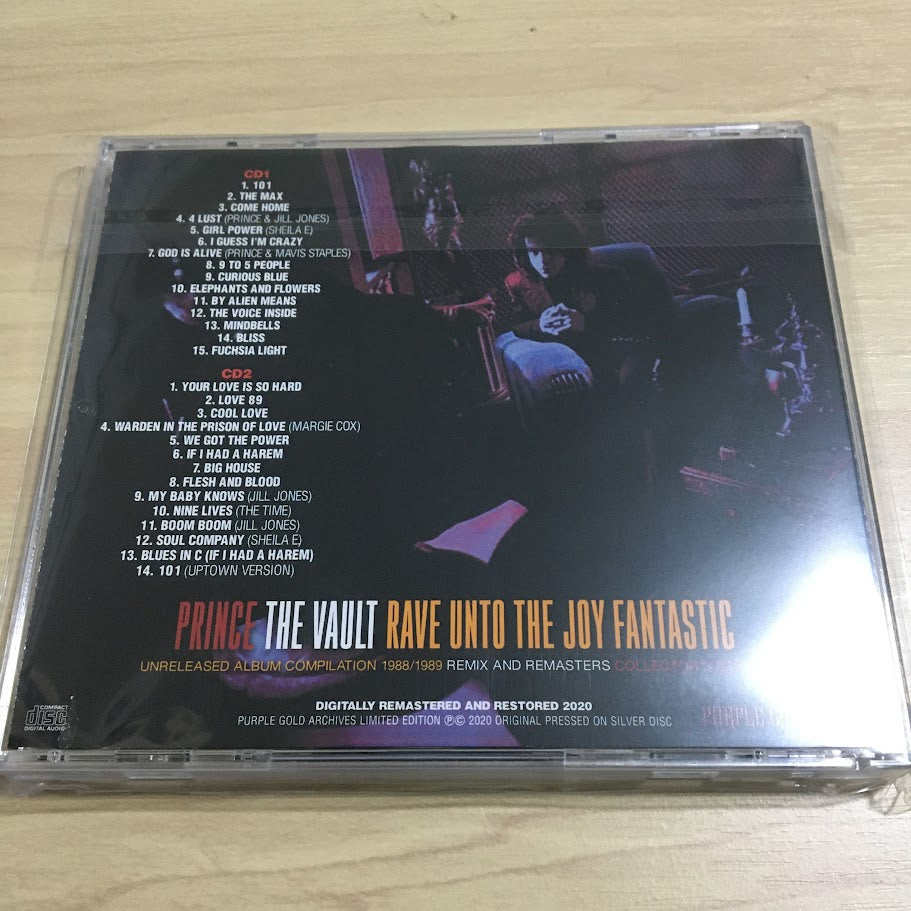 CD1
1. 101
2. THE MAX
3. COME HOME
4. 4 LUST (PRINCE & JILL JONES)
5. GIRL POWER (SHEILA E)
6. I GUESS I'M CRAZY
7. GOD IS ALIVE (PRINCE & MAVIS STAPLES)
8. 9 TO 5 PEOPLE
9. CURIOUS BLUE
10. ELEPHANTS AND FLOWERS
11. BY ALIEN MEANS
12. THE VOICE INSIDE
13. MINDBELLS
14. BLISS
15. FUCHSIA LIGHT
CD2
1. YOUR LOVE IS SO HARD
2. LOVE 89
3. COOL LOVE
4. WARDEN IN THE PRISON OF LOVE (MARGIE COX)
5. WE GOT THE POWER
6. IF I HAD A HAREM
7. BIG HOUSE
8. FLESH AND BLOOD
9. MY BABY KNOWS (JILL JONES)
10. NINE LIVES (THE TIME)
11. BOOM BOOM (JILL JONES)
12. SOUL COMPANY (SHEILA E)
13. BLUES IN C (IF I HAD A HAREM)
14. 101 (UPTOWN VERSION)
PRINCE THE VAULT RAVE UNTO THE JOY FANTASTIC
UNRELEASED ALBUM COMPILATION 1988/1989 REMIX AND REMASTERS
DIGITALLY REMASTERED AND RESTORED 2020
PURPLE GOLD ARCHIVES LIMITED EDITION ℗© 2020 ORIGINAL PRESSED ON SILVER DISC
COMPACT
disc
DIGITAL AUDIO
PURPLE